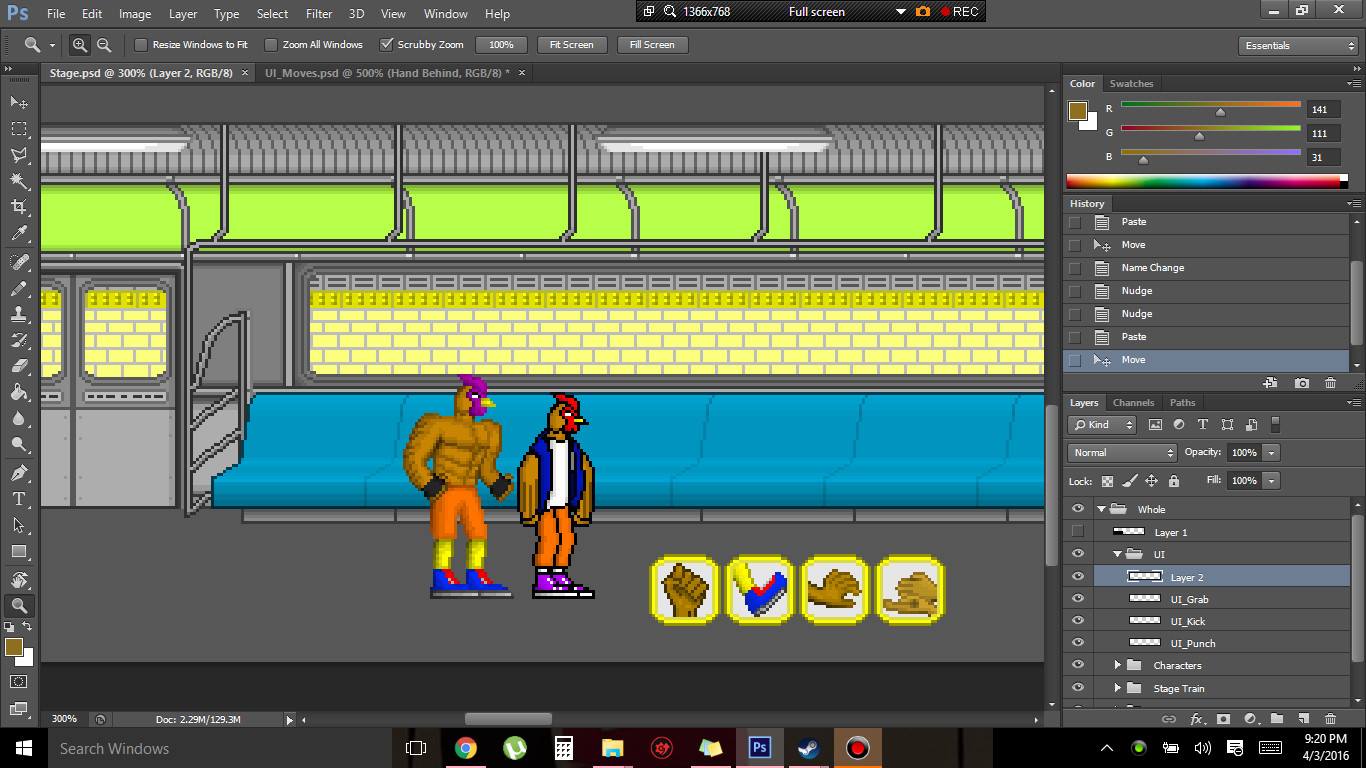 Ps File Edit Image Layer Type Select Filter 3D View Window Help
1366x768 Full screen REC
Resize Windows to Fit Zoom All Windows Scrubby Zoom 100% Fit Screen Fill Screen Essentials
Stage.psd @ 300% (Layer 2, RGB/8) × UI_Moves.psd @ 500% (Hand Behind, RGB/8) * ×
Color Swatches
R 141
G 111
B 31
History
Paste
Move
Name Change
Nudge
Nudge
Paste
Move
Layers Channels Paths
Kind
Normal Opacity: 100%
Lock: Fill: 100%
Whole
Layer 1
UI
Layer 2
UI_Grab
UI_Kick
UI_Punch
Characters
Stage Train
300% Doc: 2.29M/129.3M
fx
Search Windows
Ps
9:20 PM
4/3/2016